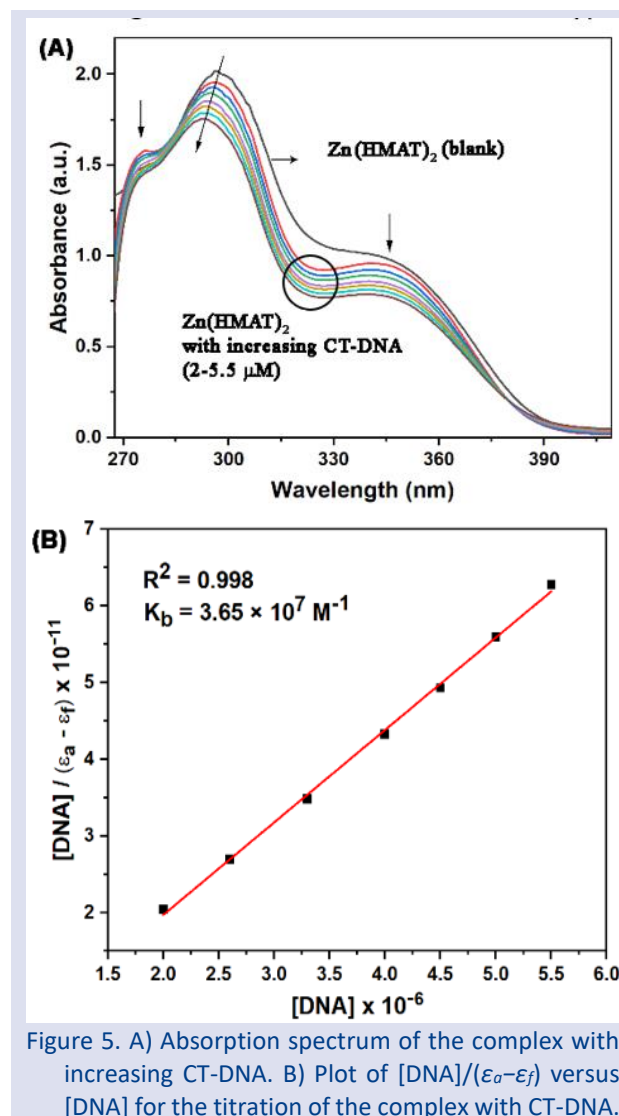 (A)
Absorbance (a.u.)
2.0
1.5
1.0
0.5
0.0
Zn(HMAT)₂ (blank)
Zn(HMAT)₂
with increasing CT-DNA
(2-5.5 μM)
270 300 330 360 390
Wavelength (nm)
(B)
[DNA] / (εₐ - ε_f) x 10⁻¹¹
7
6
5
4
3
2
R² = 0.998
K_b = 3.65 × 10⁷ M⁻¹
1.5 2.0 2.5 3.0 3.5 4.0 4.5 5.0 5.5 6.0
[DNA] x 10⁻⁶
Figure 5. A) Absorption spectrum of the complex with
increasing CT-DNA. B) Plot of [DNA]/(εₐ–ε_f) versus
[DNA] for the titration of the complex with CT-DNA.